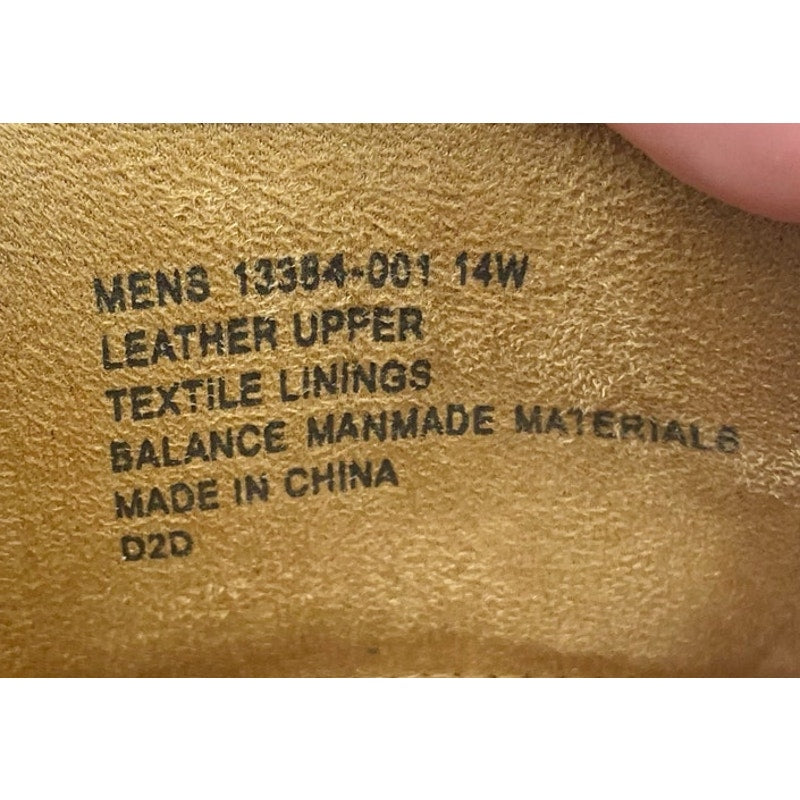 MENS 13384-001 14W
LEATHER UPPER
TEXTILE LININGS
BALANCE MANMADE MATERIALS
MADE IN CHINA
D2D